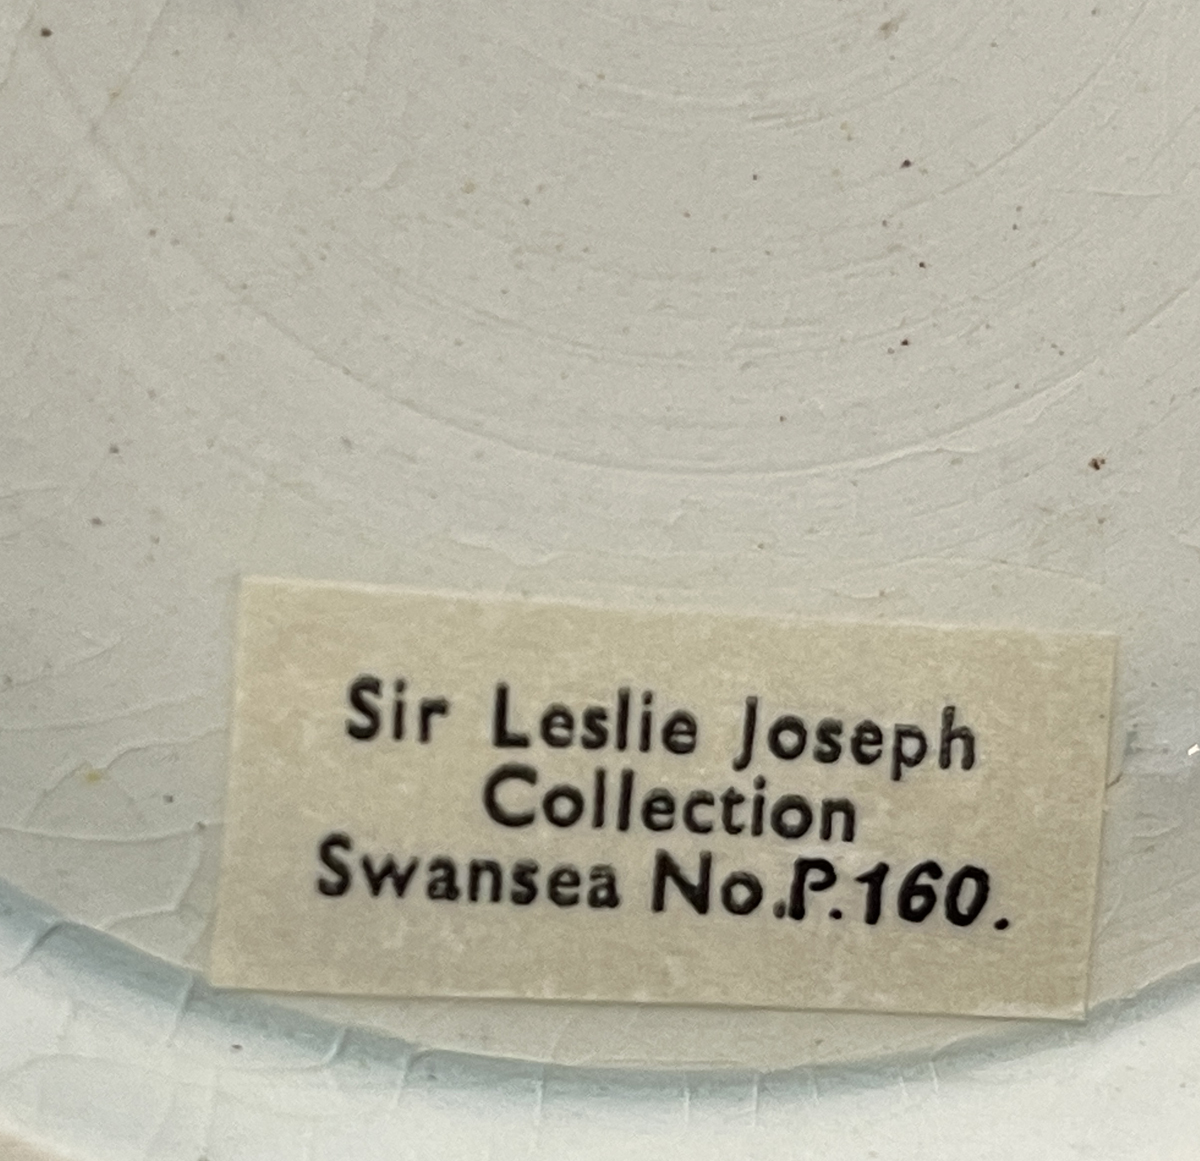 Sir Leslie Joseph
Collection
Swansea No.P.160.